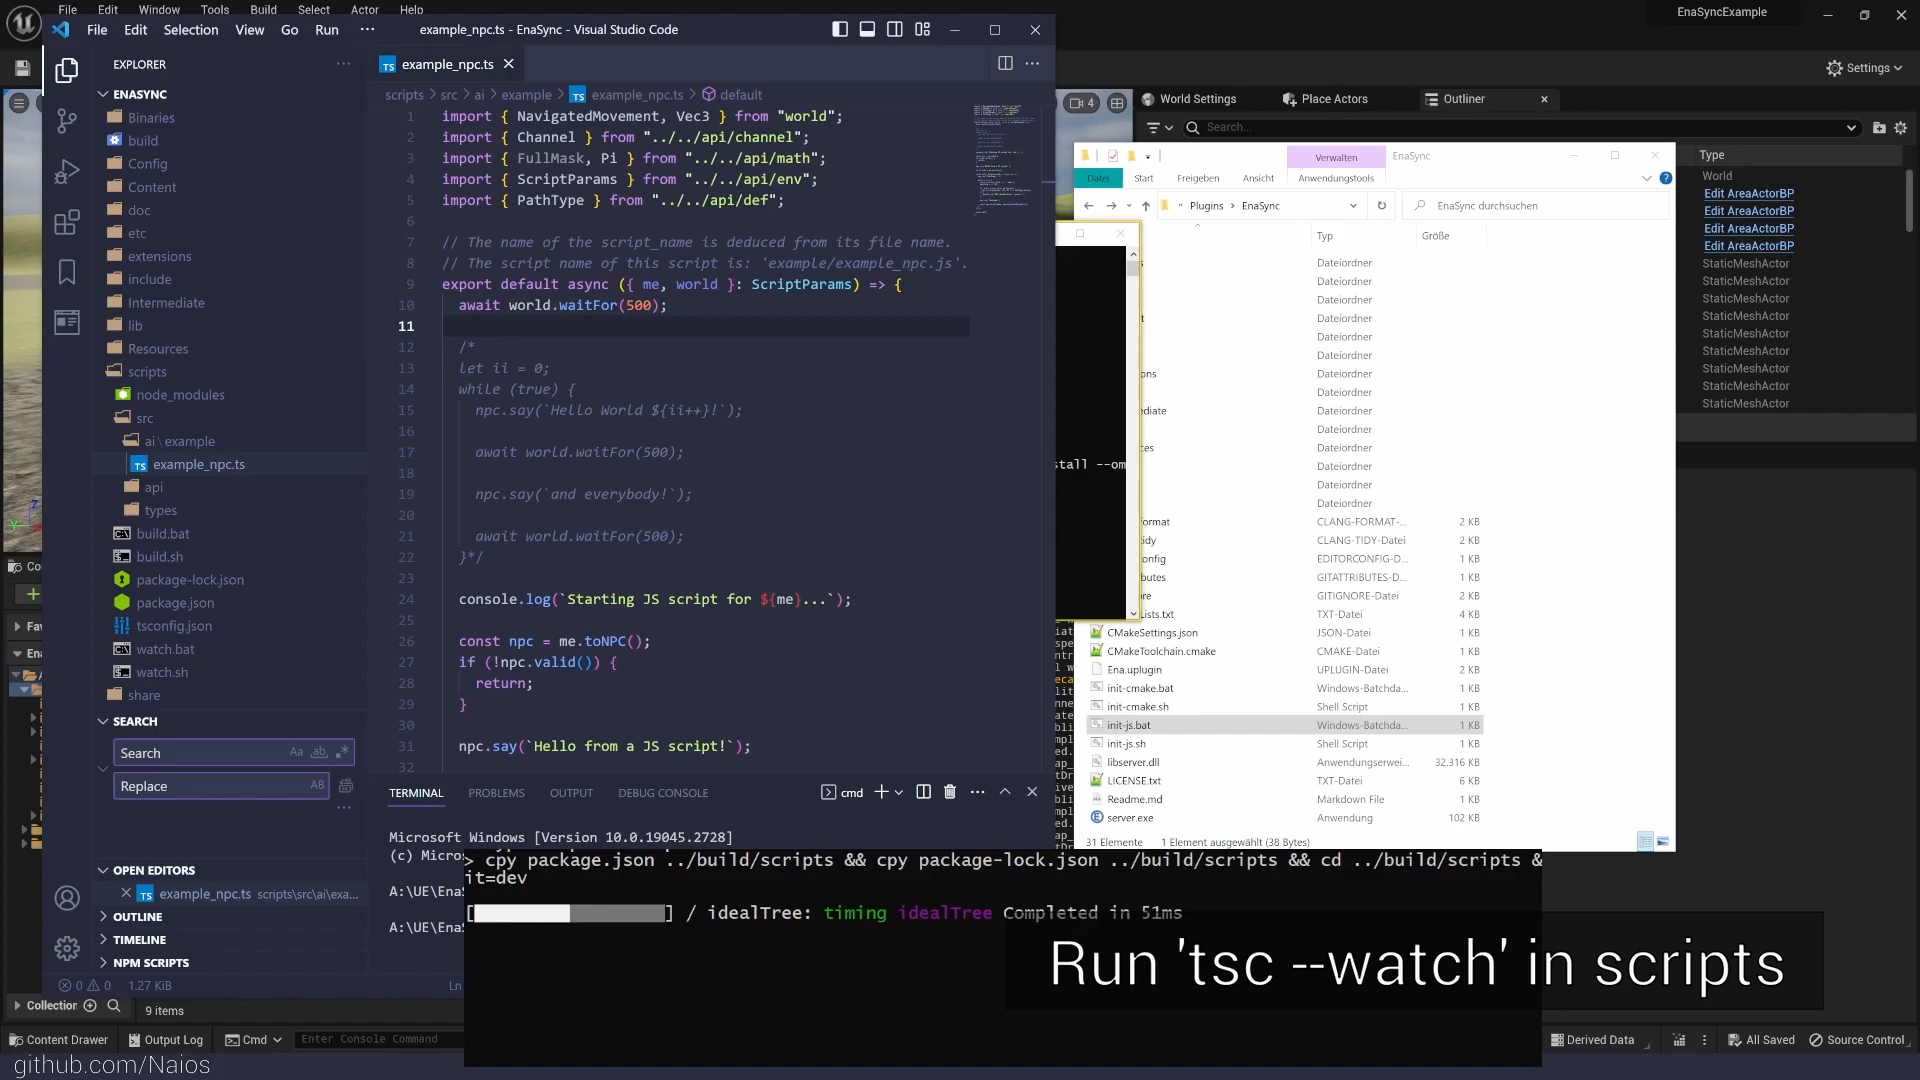 File Edit Window Tools Build Select Actor Help
EnaSyncExample
File Edit Selection View Go Run ···
example_npc.ts - EnaSync - Visual Studio Code
EXPLORER
ENASYNC
Binaries
build
Config
Content
doc
etc
extensions
include
Intermediate
lib
Resources
scripts
node_modules
src
ai\example
example_npc.ts
api
types
build.bat
build.sh
package-lock.json
package.json
tsconfig.json
watch.bat
watch.sh
share
SEARCH
Search
Replace
OPEN EDITORS
example_npc.ts scripts\src\ai\exa...
OUTLINE
TIMELINE
NPM SCRIPTS
0 0 1.27 KiB
Ln
example_npc.ts
scripts > src > ai > example > example_npc.ts > default
1 import { NavigatedMovement, Vec3 } from "world";
2 import { Channel } from "../../api/channel";
3 import { FullMask, Pi } from "../../api/math";
4 import { ScriptParams } from "../../api/env";
5 import { PathType } from "../../api/def";
6
7 // The name of the script_name is deduced from its file name.
8 // The script name of this script is: 'example/example_npc.js'.
9 export default async ({ me, world }: ScriptParams) => {
10 await world.waitFor(500);
11
12 /*
13 let ii = 0;
14 while (true) {
15 npc.say(`Hello World ${ii++}!`);
16
17 await world.waitFor(500);
18
19 npc.say(`and everybody!`);
20
21 await world.waitFor(500);
22 }*/
23
24 console.log(`Starting JS script for ${me}...`);
25
26 const npc = me.toNPC();
27 if (!npc.valid()) {
28 return;
29 }
30
31 npc.say(`Hello from a JS script!`);
32
TERMINAL PROBLEMS OUTPUT DEBUG CONSOLE
cmd
Microsoft Windows [Version 10.0.19045.2728]
(c) Micro
A:\UE\Ena
A:\UE\Ena
> cpy package.json ../build/scripts && cpy package-lock.json ../build/scripts && cd ../build/scripts &
it=dev
[ ] / idealTree: timing idealTree Completed in 51ms
Run 'tsc --watch' in scripts
4
World Settings Place Actors Outliner
Settings
Search...
Type
World
Edit AreaActorBP
Edit AreaActorBP
Edit AreaActorBP
Edit AreaActorBP
StaticMeshActor
StaticMeshActor
StaticMeshActor
StaticMeshActor
StaticMeshActor
StaticMeshActor
StaticMeshActor
StaticMeshActor
StaticMeshActor
Verwalten EnaSync
Datei Start Freigeben Ansicht Anwendungstools
Plugins > EnaSync
EnaSync durchsuchen
Typ Größe
Dateiordner
Dateiordner
Dateiordner
Dateiordner
Dateiordner
Dateiordner
ons Dateiordner
Dateiordner
ediate Dateiordner
Dateiordner
ces Dateiordner
Dateiordner
Dateiordner
Dateiordner
stall --om
ormat CLANG-FORMAT-... 2 KB
idy CLANG-TIDY-Datei 2 KB
onfig EDITORCONFIG-D... 1 KB
butes GITATTRIBUTES-D... 1 KB
re GITIGNORE-Datei 1 KB
Lists.txt TXT-Datei 4 KB
CMakeSettings.json JSON-Datei 1 KB
CMakeToolchain.cmake CMAKE-Datei 1 KB
Ena.uplugin UPLUGIN-Datei 2 KB
init-cmake.bat Windows-Batchda... 1 KB
init-cmake.sh Shell Script 1 KB
init-js.bat Windows-Batchda... 1 KB
init-js.sh Shell Script 1 KB
libserver.dll Anwendungserwei... 32.316 KB
LICENSE.txt TXT-Datei 6 KB
Readme.md Markdown File 1 KB
server.exe Anwendung 102 KB
31 Elemente 1 Element ausgewählt (38 Bytes)
Co
Fav
Ena
Collection
9 items
Content Drawer Output Log Cmd Enter Console Command
Derived Data All Saved Source Control
github.com/Naios